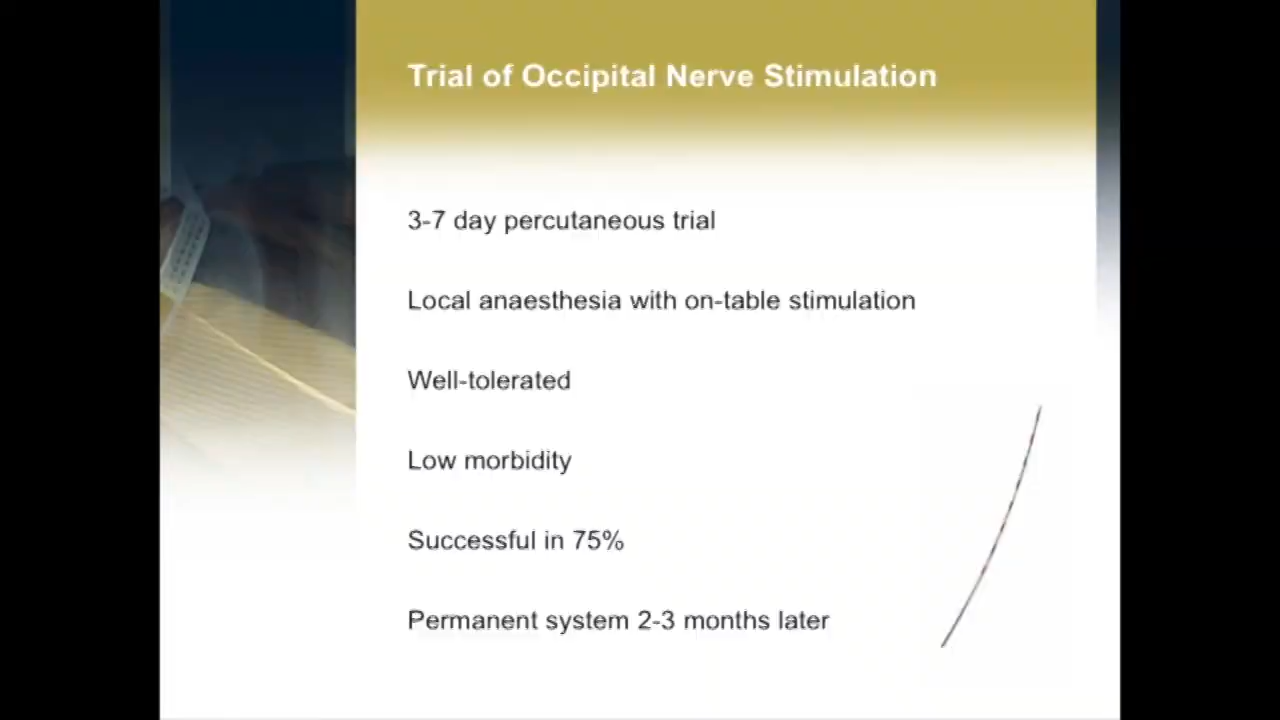 Trial of Occipital Nerve Stimulation
3-7 day percutaneous trial
Local anaesthesia with on-table stimulation
Well-tolerated
Low morbidity
Successful in 75%
Permanent system 2-3 months later